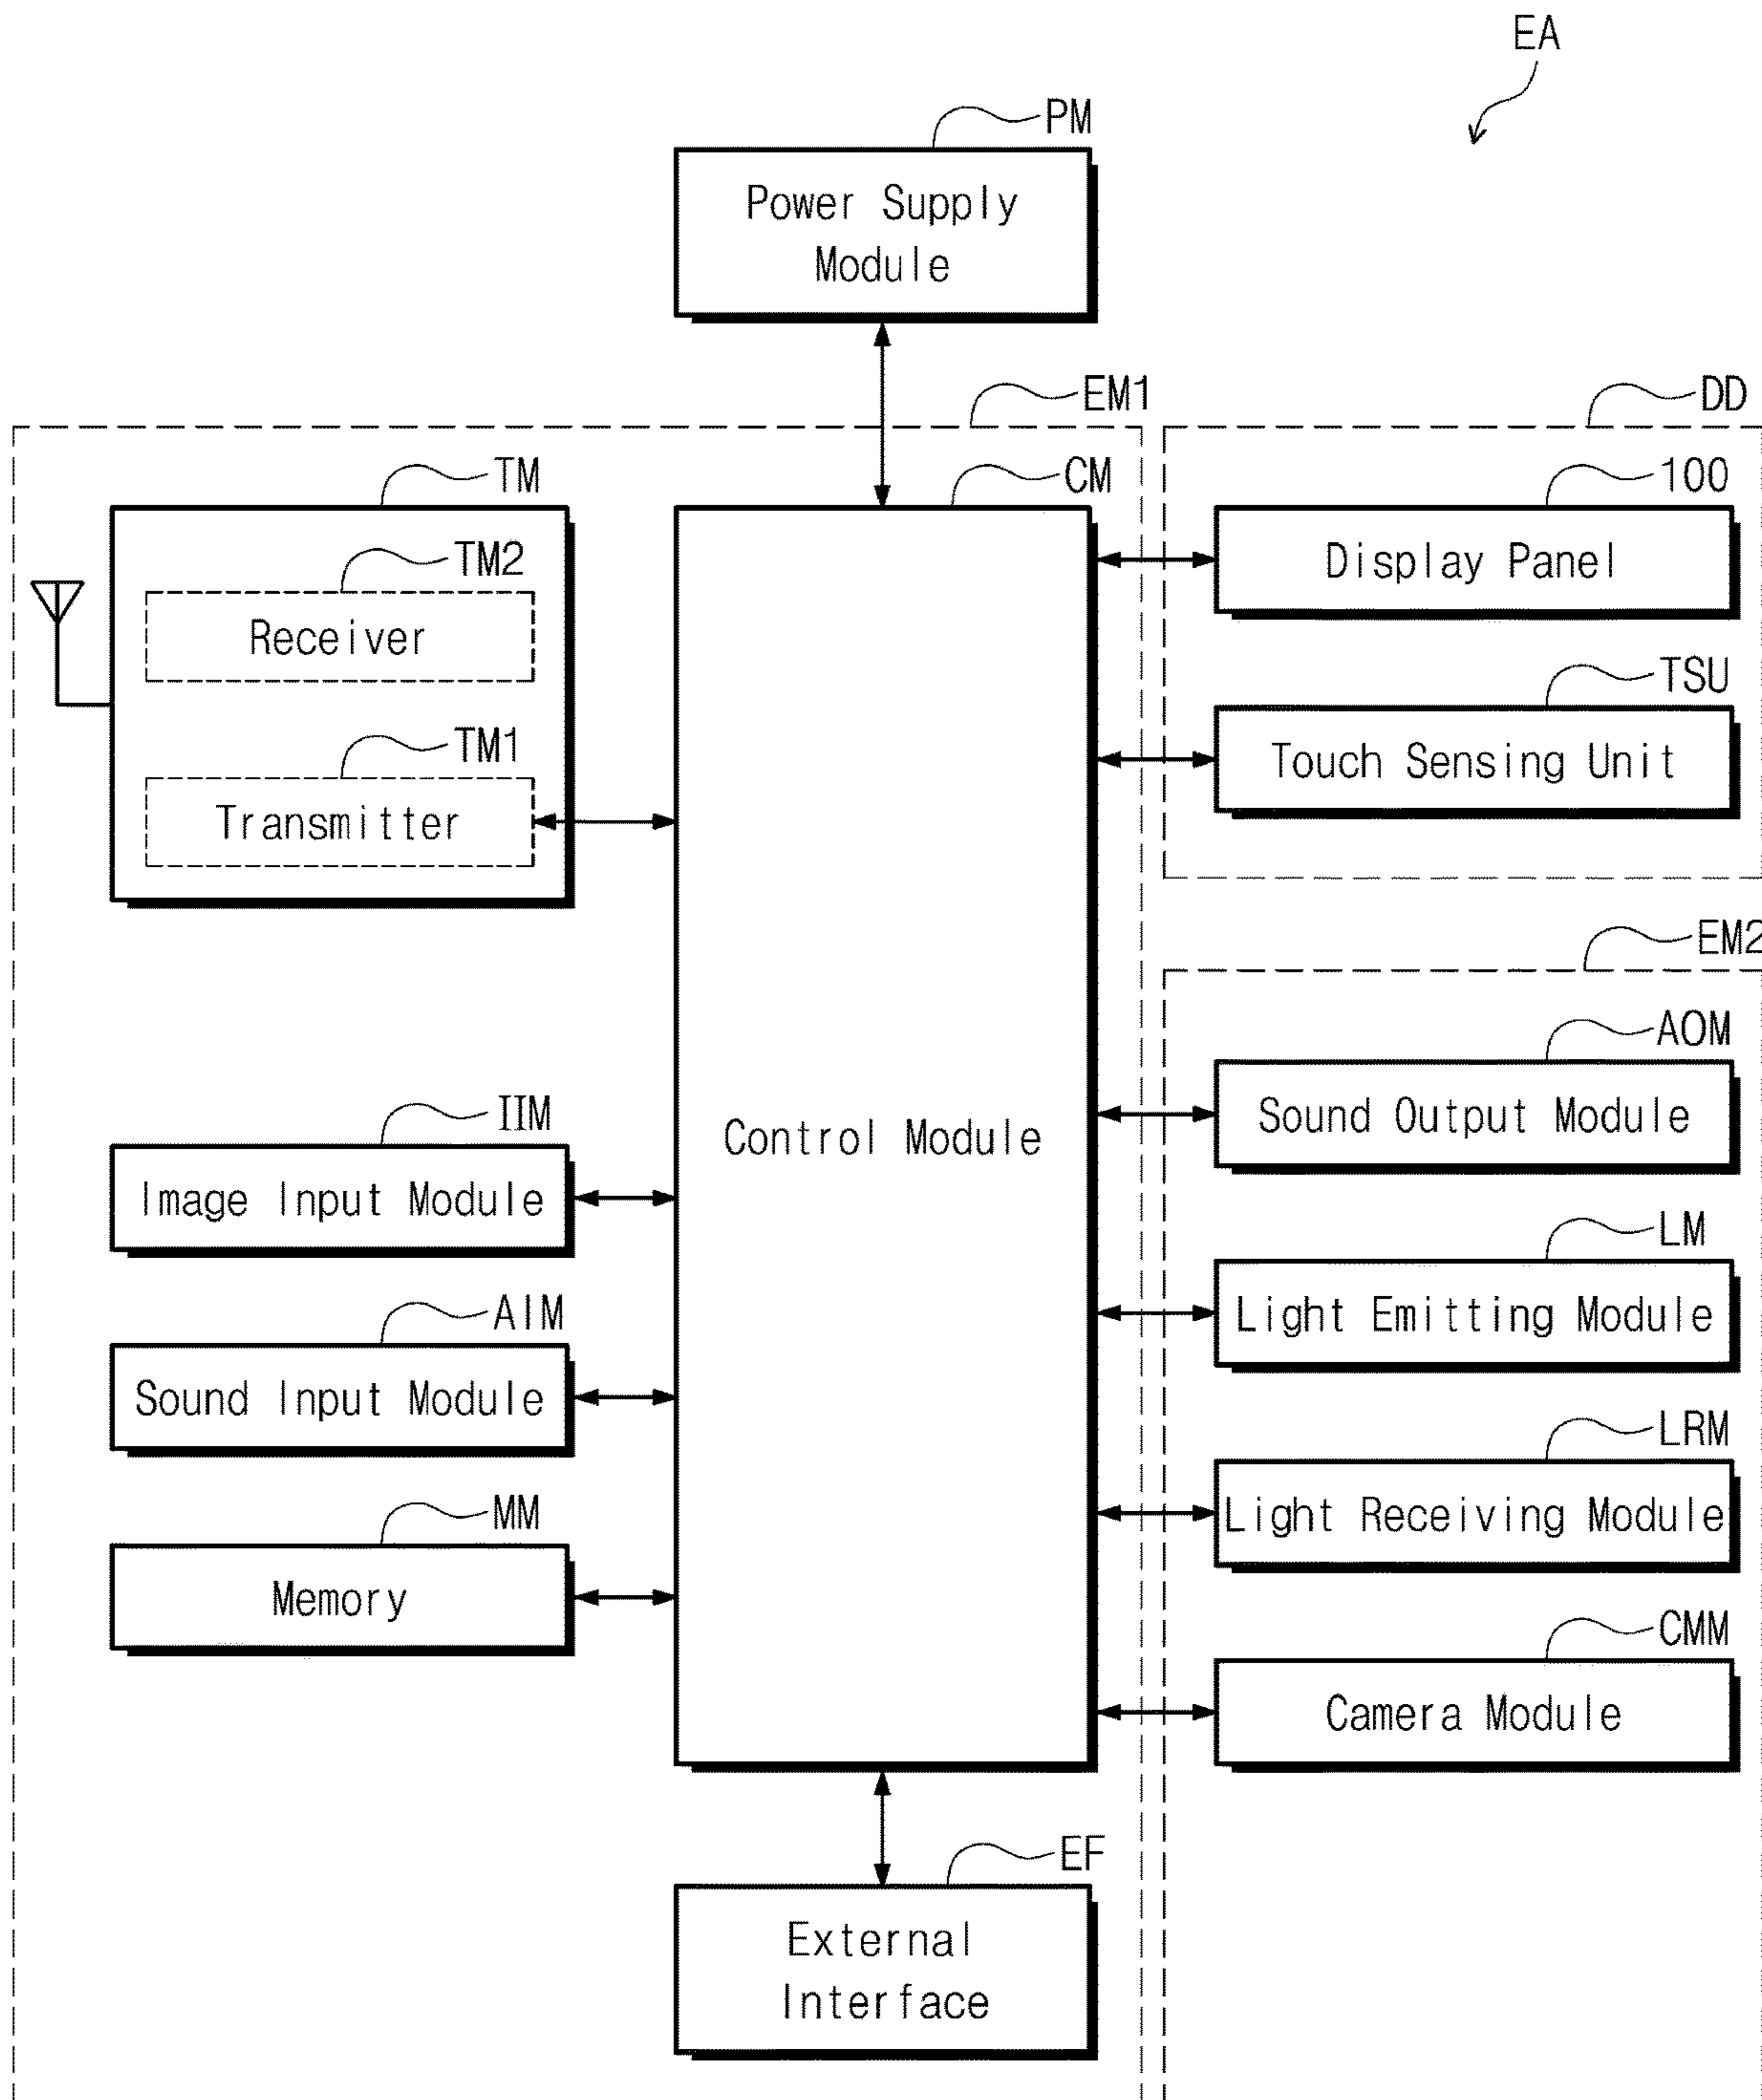 EA
PM
Power Supply
Module
EM1
DD
TM
CM
100
TM2
Display Panel
Receiver
TSU
TM1
Touch Sensing Unit
Transmitter
EM2
AOM
IIM
Sound Output Module
Control Module
Image Input Module
LM
AIM
Light Emitting Module
Sound Input Module
LRM
MM
Light Receiving Module
Memory
CMM
Camera Module
EF
External
Interface